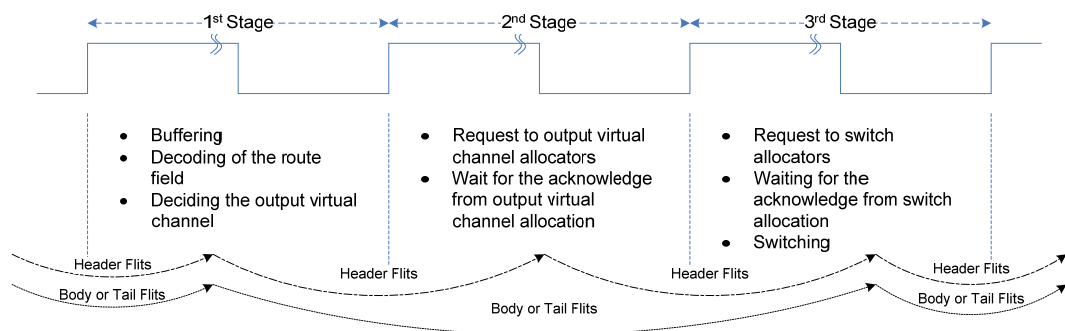 1st Stage
2nd Stage
3rd Stage
• Buffering
• Decoding of the route
field
• Deciding the output virtual
channel
• Request to output virtual
channel allocators
• Wait for the acknowledge
from output virtual
channel allocation
• Request to switch
allocators
• Waiting for the
acknowledge from switch
allocation
• Switching
Header Flits
Header Flits
Header Flits
Header Flits
Body or Tail Flits
Body or Tail Flits
Body or Tail Flits